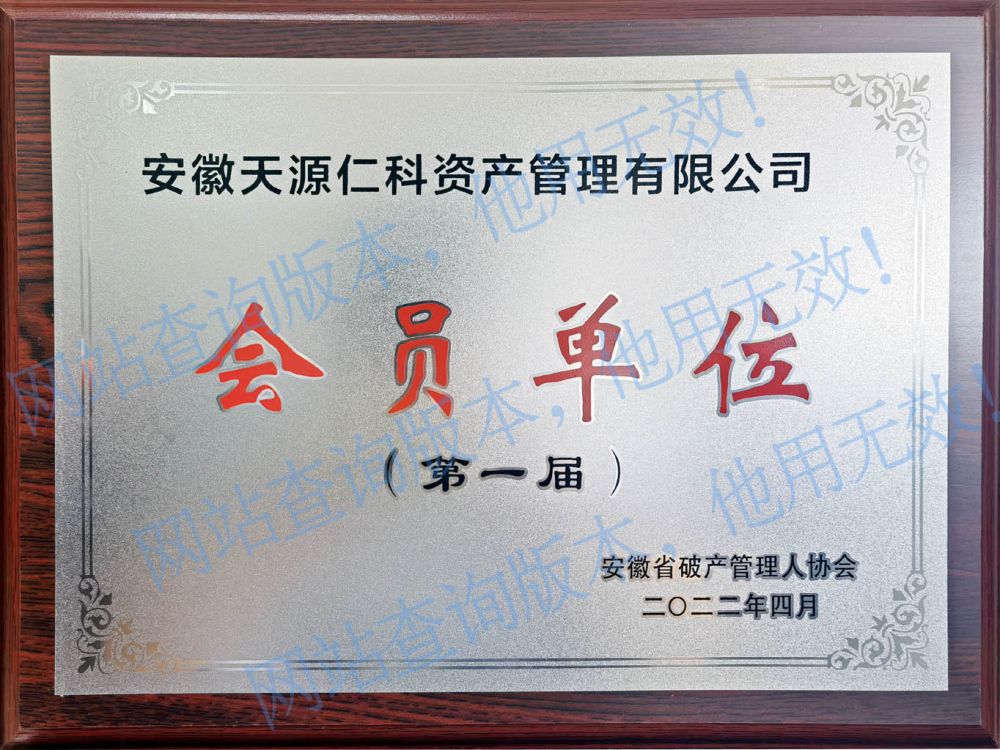 安徽天源仁科资产管理有限公司
会员单位
（第一届）
安徽省破产管理人协会
二〇二二年四月
网站查询版本，他用无效！
网站查询版本，他用无效！
网站查询版本，他用无效！